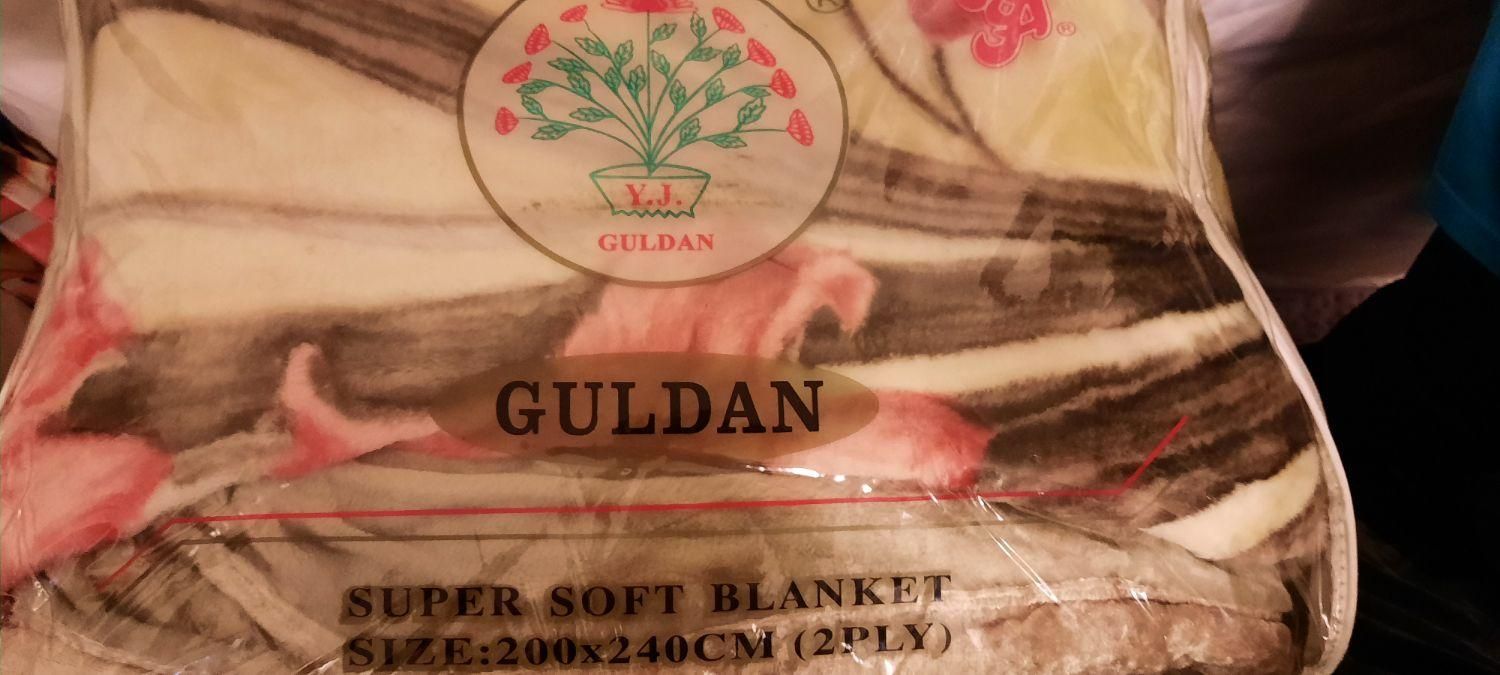 ®
®
Y.J.
GULDAN
GULDAN
SUPER SOFT BLANKET
SIZE:200x240CM (2PLY)